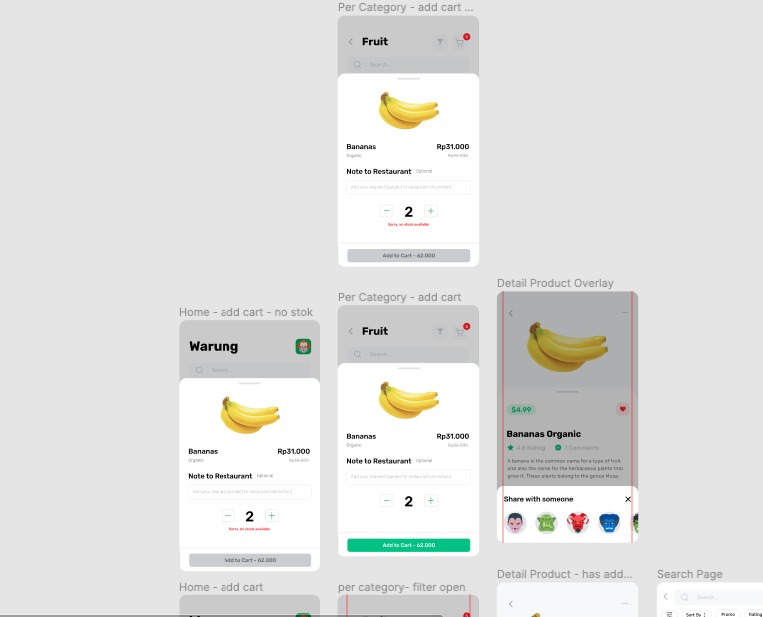 Per Category - add cart ...
Fruit
Search...
Bananas Rp31.000
Organic
Note to Restaurant Optional
Add your request (subject to restaurant discretion)
2
Sorry, no stock available
Add to Cart - 62.000
Home - add cart - no stok
Warung
Search...
Bananas Rp31.000
Organic
Note to Restaurant Optional
Add your request (subject to restaurant discretion)
2
Sorry, no stock available
Add to Cart - 62.000
Per Category - add cart
Fruit
Search...
Bananas Rp31.000
Organic
Note to Restaurant Optional
Add your request (subject to restaurant discretion)
2
Add to Cart - 62.000
Detail Product Overlay
$4.99
Bananas Organic
4.8 Rating 7 Comments
A banana is the common name for a type of fruit
and also the name for the herbaceous plants that
grow it. These plants belong to the genus Musa.
Share with someone
Home - add cart
per category- filter open
Detail Product - has add...
Search Page
Search...
Sort By Promo Rating